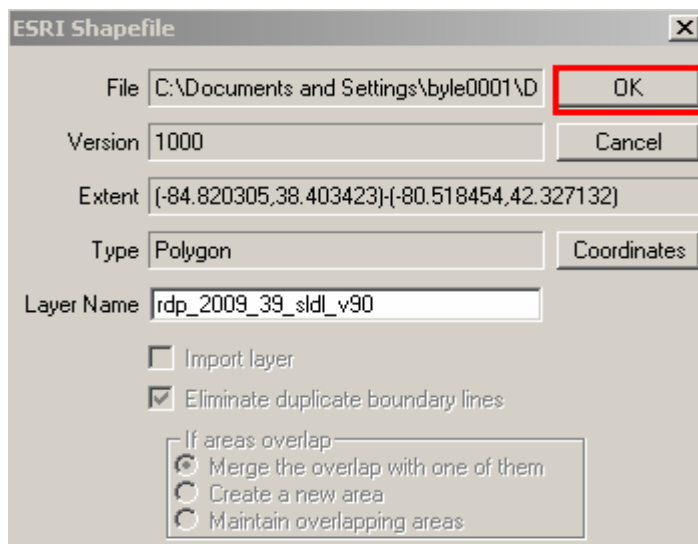 ESRI Shapefile
File C:\Documents and Settings\byle0001\D OK
Version 1000 Cancel
Extent (-84.820305,38.403423)-(-80.518454,42.327132)
Type Polygon Coordinates
Layer Name rdp_2009_39_sldl_v90
Import layer
Eliminate duplicate boundary lines
If areas overlap
Merge the overlap with one of them
Create a new area
Maintain overlapping areas